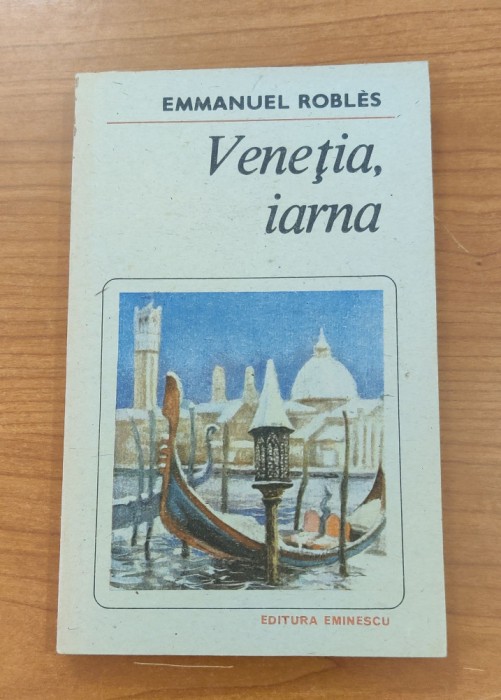 EMMANUEL ROBLÈS
Veneţia,
iarna
EDITURA EMINESCU